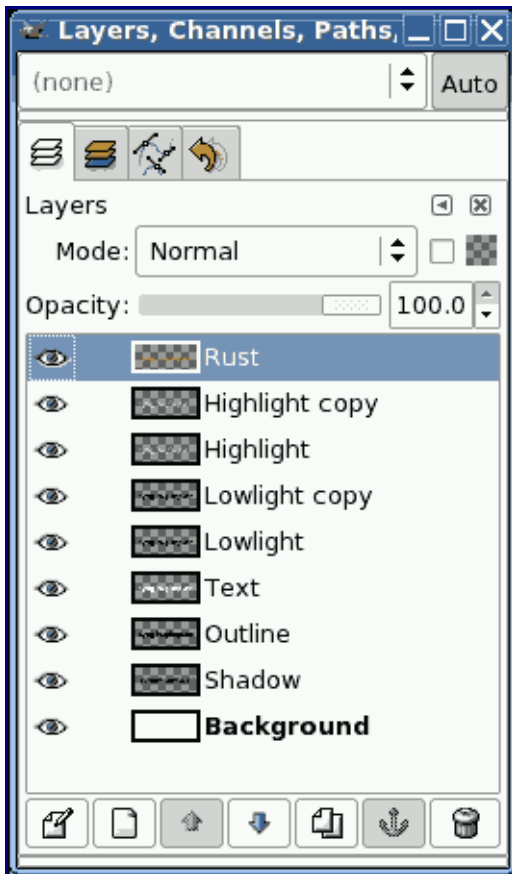 Layers, Channels, Paths,
(none)
Auto
Layers
Mode: Normal
Opacity: 100.0
Rust
Highlight copy
Highlight
Lowlight copy
Lowlight
Text
Outline
Shadow
Background